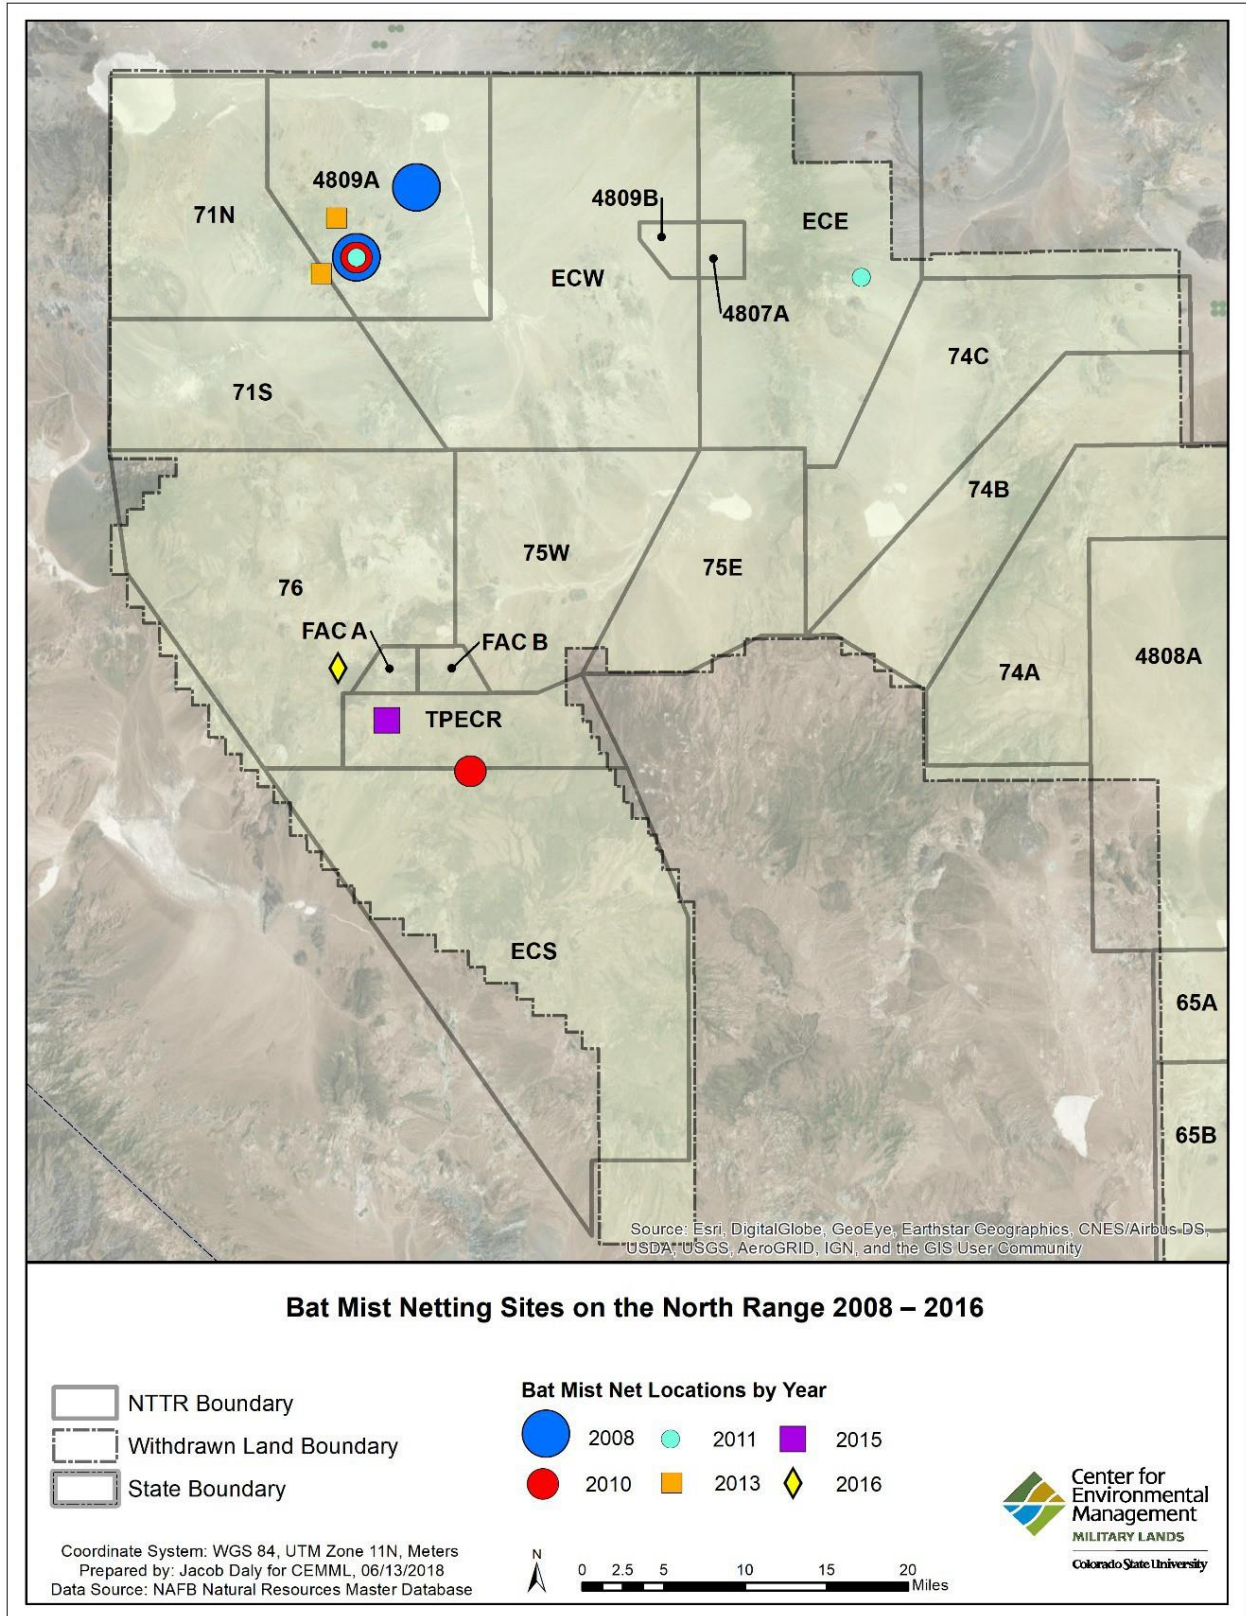 4809A
71N
4809B
ECE
ECW
4807A
74C
71S
74B
75W
75E
76
FAC A
FAC B
4808A
74A
TPECR
ECS
65A
65B
Source: Esri, DigitalGlobe, GeoEye, Earthstar Geographics, CNES/Airbus DS,
USDA, USGS, AeroGRID, IGN, and the GIS User Community
Bat Mist Netting Sites on the North Range 2008 – 2016
NTTR Boundary
Withdrawn Land Boundary
State Boundary
Bat Mist Net Locations by Year
2008 2011 2015
2010 2013 2016
Coordinate System: WGS 84, UTM Zone 11N, Meters
Prepared by: Jacob Daly for CEMML, 06/13/2018
Data Source: NAFB Natural Resources Master Database
N
0 2.5 5 10 15 20
Miles
Center for
Environmental
Management
MILITARY LANDS
Colorado State University